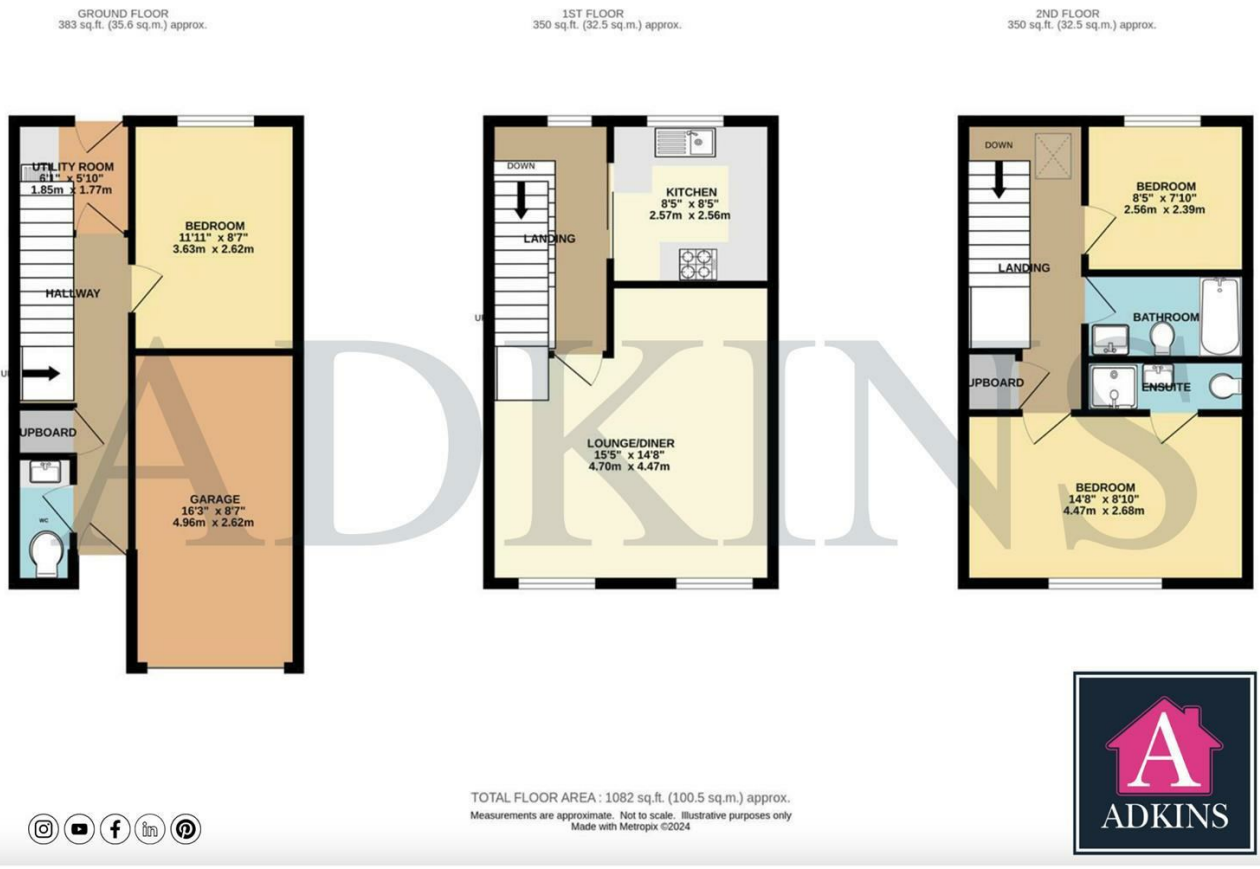 GROUND FLOOR
383 sq.ft. (35.6 sq.m.) approx.
UTILITY ROOM
6'1" x 5'10"
1.85m x 1.77m
BEDROOM
11'11" x 8'7"
3.63m x 2.62m
HALLWAY
U
UPBOARD
WC
GARAGE
16'3" x 8'7"
4.96m x 2.62m
1ST FLOOR
350 sq.ft. (32.5 sq.m.) approx.
DOWN
KITCHEN
8'5" x 8'5"
2.57m x 2.56m
LANDING
U
LOUNGE/DINER
15'5" x 14'8"
4.70m x 4.47m
2ND FLOOR
350 sq.ft. (32.5 sq.m.) approx.
DOWN
BEDROOM
8'5" x 7'10"
2.56m x 2.39m
LANDING
BATHROOM
UPBOARD
ENSUITE
BEDROOM
14'8" x 8'10"
4.47m x 2.68m
ADKINS
TOTAL FLOOR AREA : 1082 sq.ft. (100.5 sq.m.) approx.
Measurements are approximate. Not to scale. Illustrative purposes only
Made with Metropix ©2024
in
A
ADKINS